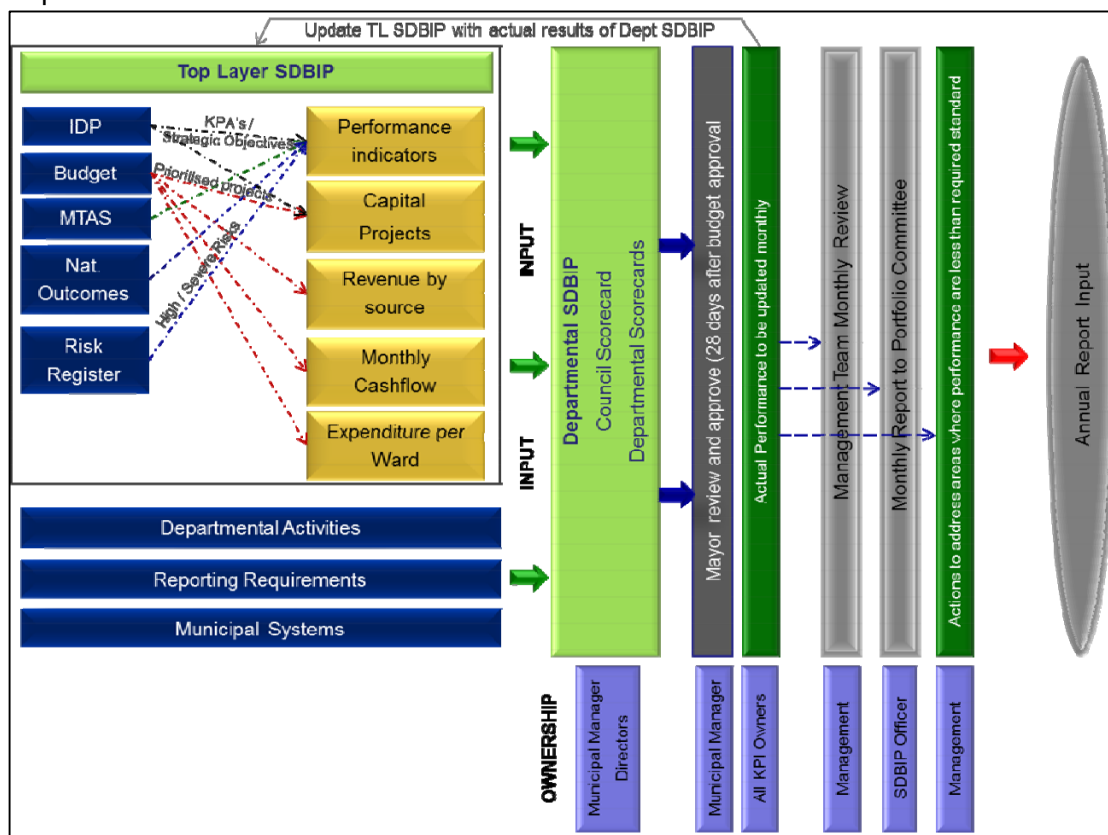 Update TL SDBIP with actual results of Dept SDBIP
Top Layer SDBIP
IDP
Budget
MTAS
Nat.
Outcomes
Risk
Register
KPA's /
Strategic Objectives
Prioritised projects
High / Severe Risks
Performance
indicators
Capital
Projects
Revenue by
source
Monthly
Cashflow
Expenditure per
Ward
Departmental Activities
Reporting Requirements
Municipal Systems
INPUT
INPUT
Departmental SDBIP
Council Scorecard
Departmental Scorecards
Mayor review and approve (28 days after budget approval
Actual Performance to be updated monthly
Management Team Monthly Review
Monthly Report to Portfolio Committee
Actions to address areas where performance are less than required standard
Annual Report Input
OWNERSHIP
Municipal Manager
Directors
Municipal Manager
All KPI Owners
Management
SDBIP Officer
Management